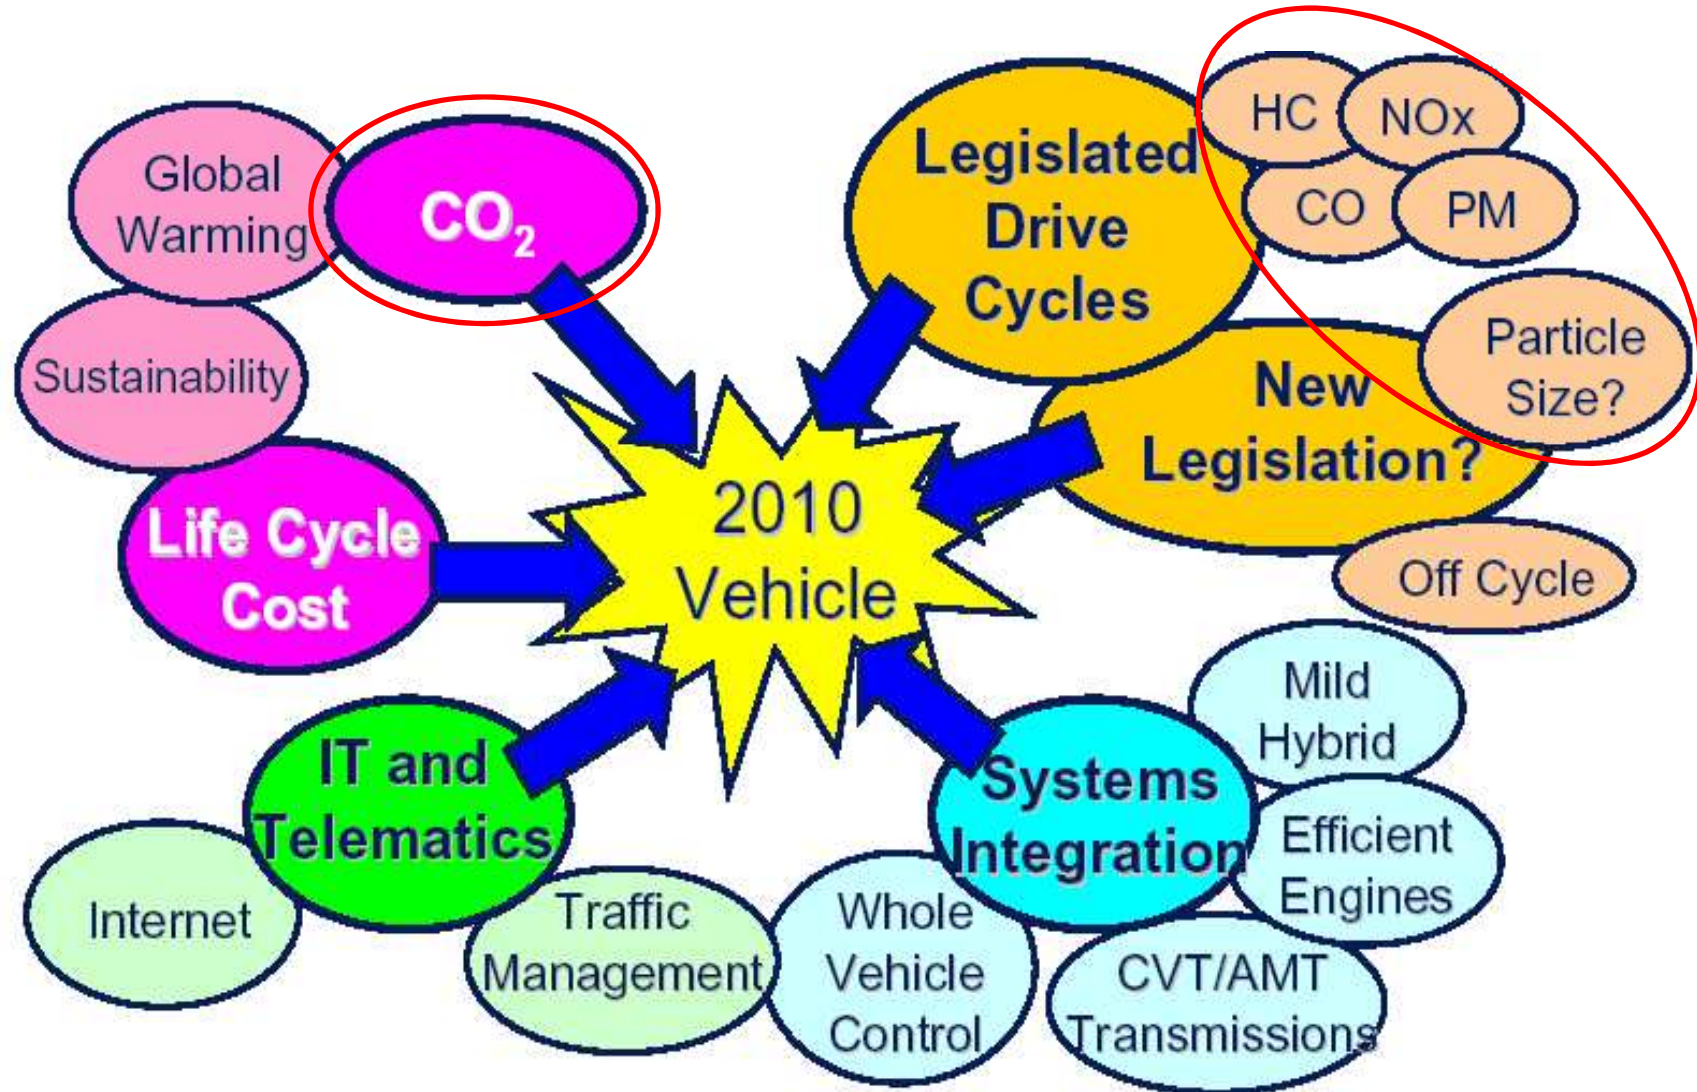 Global
Warming
CO₂
Sustainability
Life Cycle
Cost
Legislated
Drive
Cycles
HC
NOx
CO
PM
Particle
Size?
New
Legislation?
Off Cycle
2010
Vehicle
IT and
Telematics
Internet
Traffic
Management
Systems
Integration
Mild
Hybrid
Efficient
Engines
Whole
Vehicle
Control
CVT/AMT
Transmissions